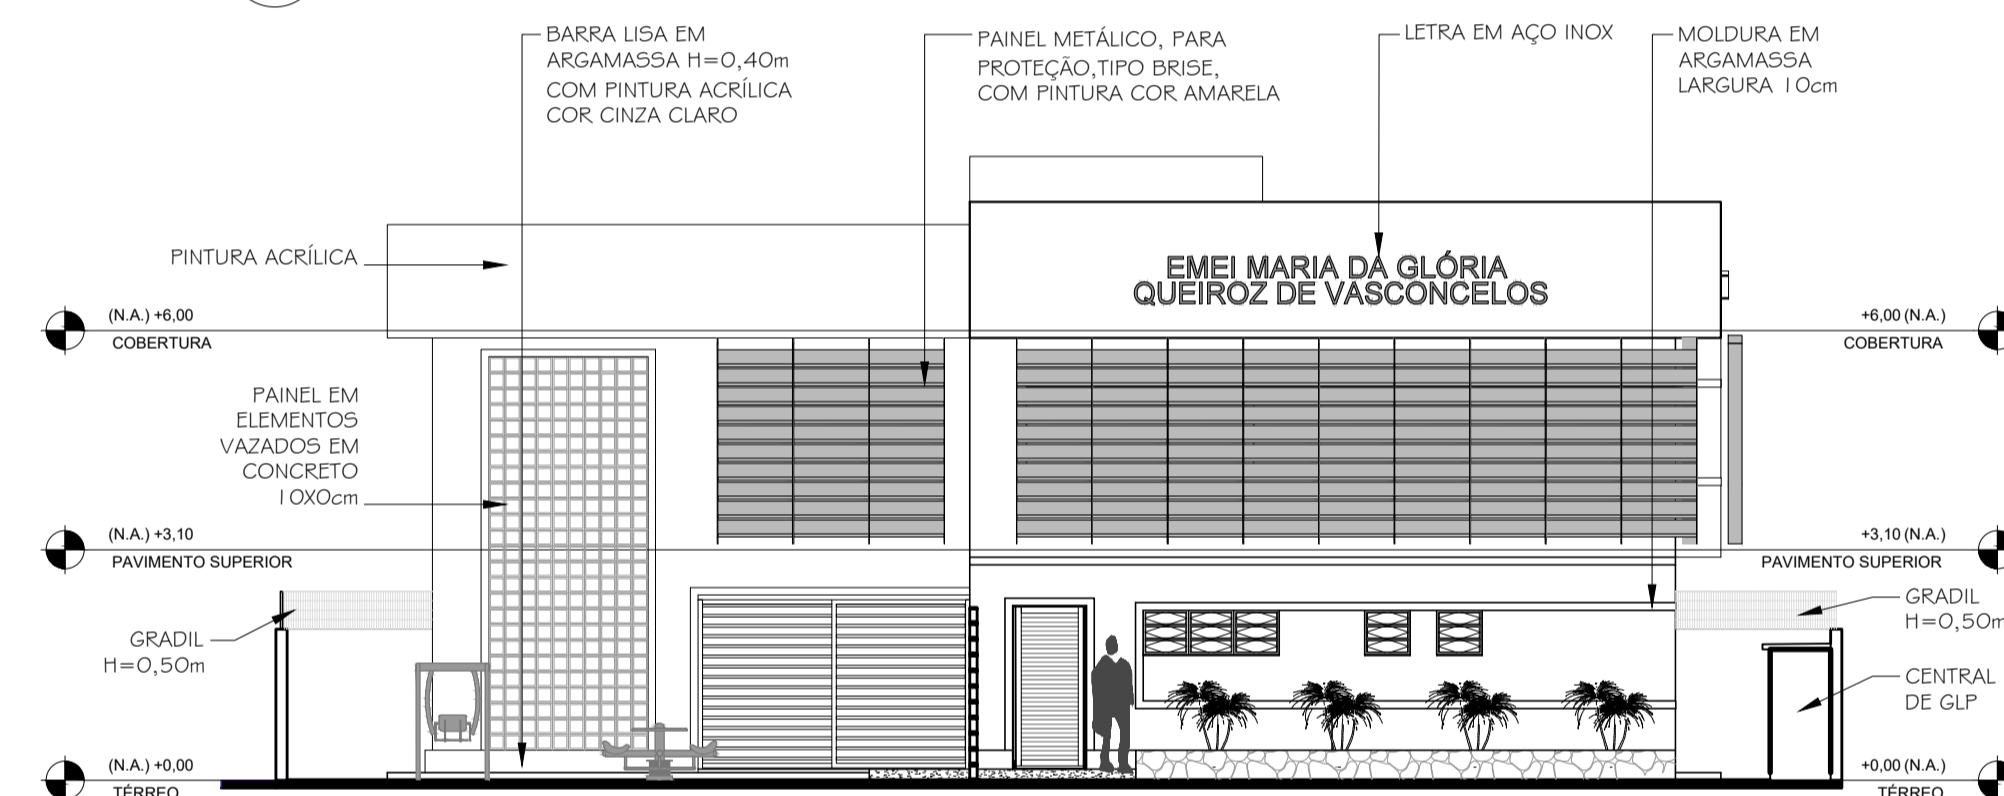 BARRA LISA EM
ARGAMASSA H=0,40m
COM PINTURA ACRÍLICA
COR CINZA CLARO
PAINEL METÁLICO, PARA
PROTEÇÃO,TIPO BRISE,
COM PINTURA COR AMARELA
LETRA EM AÇO INOX
MOLDURA EM
ARGAMASSA
LARGURA 10cm
PINTURA ACRÍLICA
EMEI MARIA DA GLÓRIA
QUEIROZ DE VASCONCELOS
(N.A.) +6,00
COBERTURA
+6,00 (N.A.)
COBERTURA
PAINEL EM
ELEMENTOS
VAZADOS EM
CONCRETO
10X0cm
(N.A.) +3,10
PAVIMENTO SUPERIOR
+3,10 (N.A.)
PAVIMENTO SUPERIOR
GRADIL
H=0,50m
GRADIL
H=0,50m
CENTRAL
DE GLP
(N.A.) +0,00
TÉRREO
+0,00 (N.A.)
TÉRREO